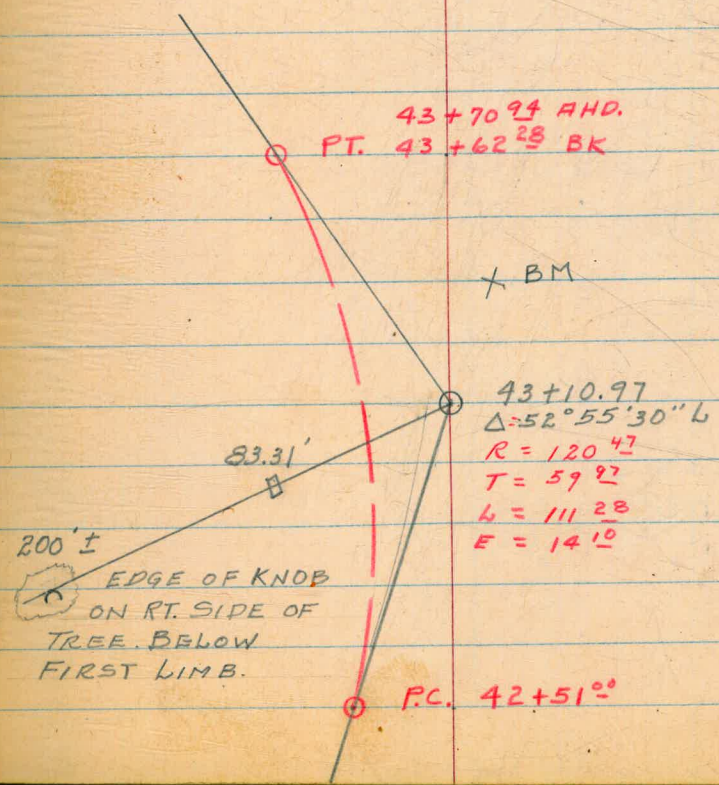 43+70 94 AHD.
PT. 43+62 28 BK
BM
43+10.97
Δ=52°55'30" L
R = 120 47
T = 59 97
L = 111 28
E = 14 10
83.31'
200'±
EDGE OF KNOB
ON RT. SIDE OF
TREE. BELOW
FIRST LIMB.
P.C. 42+51 00